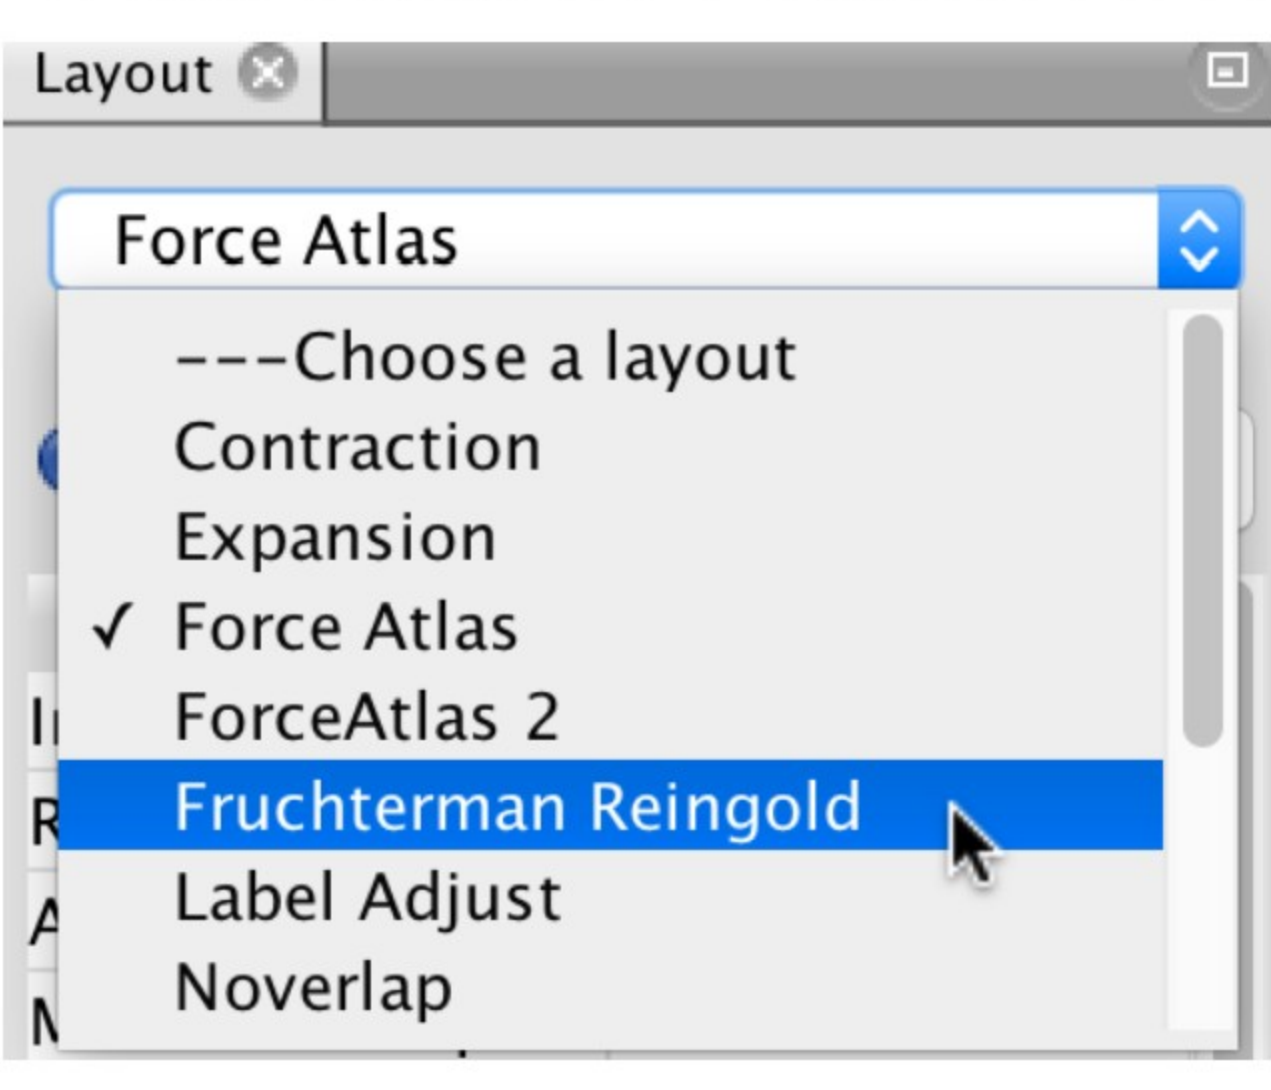 Layout
Force Atlas
---Choose a layout
Contraction
Expansion
✓ Force Atlas
ForceAtlas 2
Fruchterman Reingold
Label Adjust
Noverlap